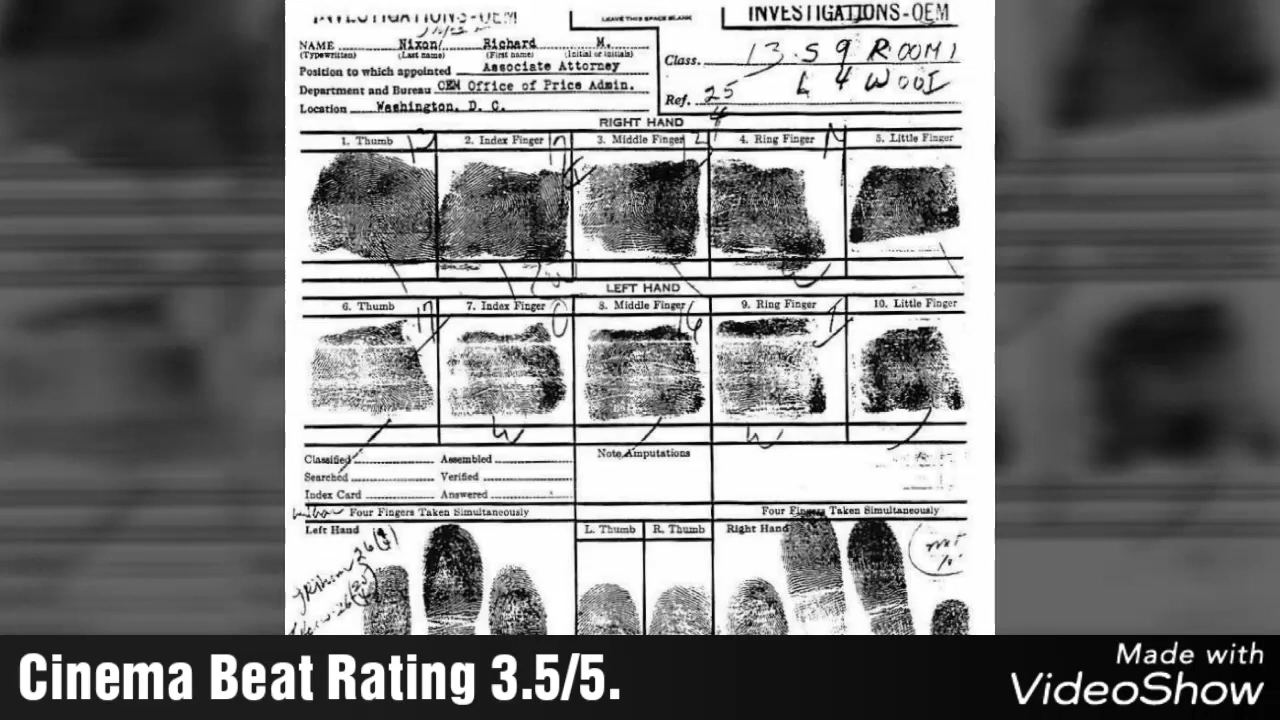 INVESTIGATIONS-OEM
LEAVE THIS SPACE BLANK
INVESTIGATIONS-OEM
NAME Nixon/ Richard M.
(Typewritten) (Last name) (First name) (Initial or initials)
Position to which appointed Associate Attorney
Department and Bureau OEM Office of Price Admin.
Location Washington, D. C.
Class. 13 5 9 R OOM 1
L 4 W OOI
Ref. 25
4
RIGHT HAND
1. Thumb 2. Index Finger 3. Middle Finger 4. Ring Finger 5. Little Finger
LEFT HAND
6. Thumb 7. Index Finger 8. Middle Finger 9. Ring Finger 10. Little Finger
W W
Classified Assembled
Searched Verified
Index Card Answered
Note Amputations
Four Fingers Taken Simultaneously Four Fingers Taken Simultaneously
Left Hand L. Thumb R. Thumb Right Hand
Cinema Beat Rating 3.5/5.
Made with
VideoShow